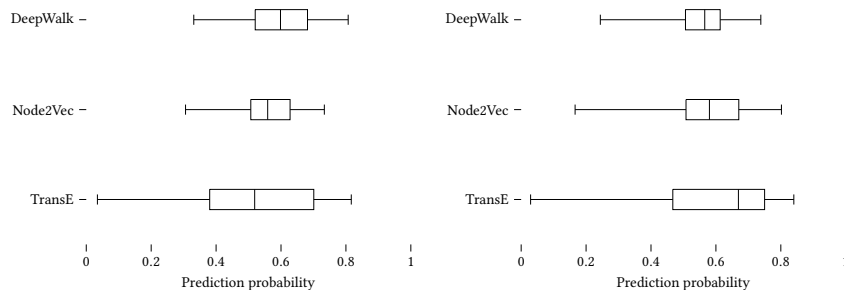 DeepWalk
Node2Vec
TransE
0 0.2 0.4 0.6 0.8 1
Prediction probability
DeepWalk
Node2Vec
TransE
0 0.2 0.4 0.6 0.8
Prediction probability